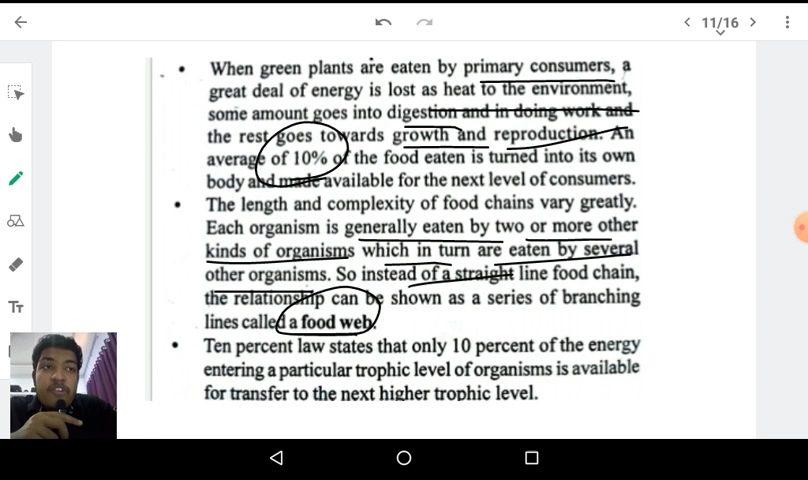 11/16
• When green plants are eaten by primary consumers, a
great deal of energy is lost as heat to the environment,
some amount goes into digestion and in doing work and
the rest goes towards growth and reproduction. An
average of 10% of the food eaten is turned into its own
body and made available for the next level of consumers.
• The length and complexity of food chains vary greatly.
Each organism is generally eaten by two or more other
kinds of organisms which in turn are eaten by several
other organisms. So instead of a straight line food chain,
the relationship can be shown as a series of branching
lines called a food web.
• Ten percent law states that only 10 percent of the energy
entering a particular trophic level of organisms is available
for transfer to the next higher trophic level.
Tт